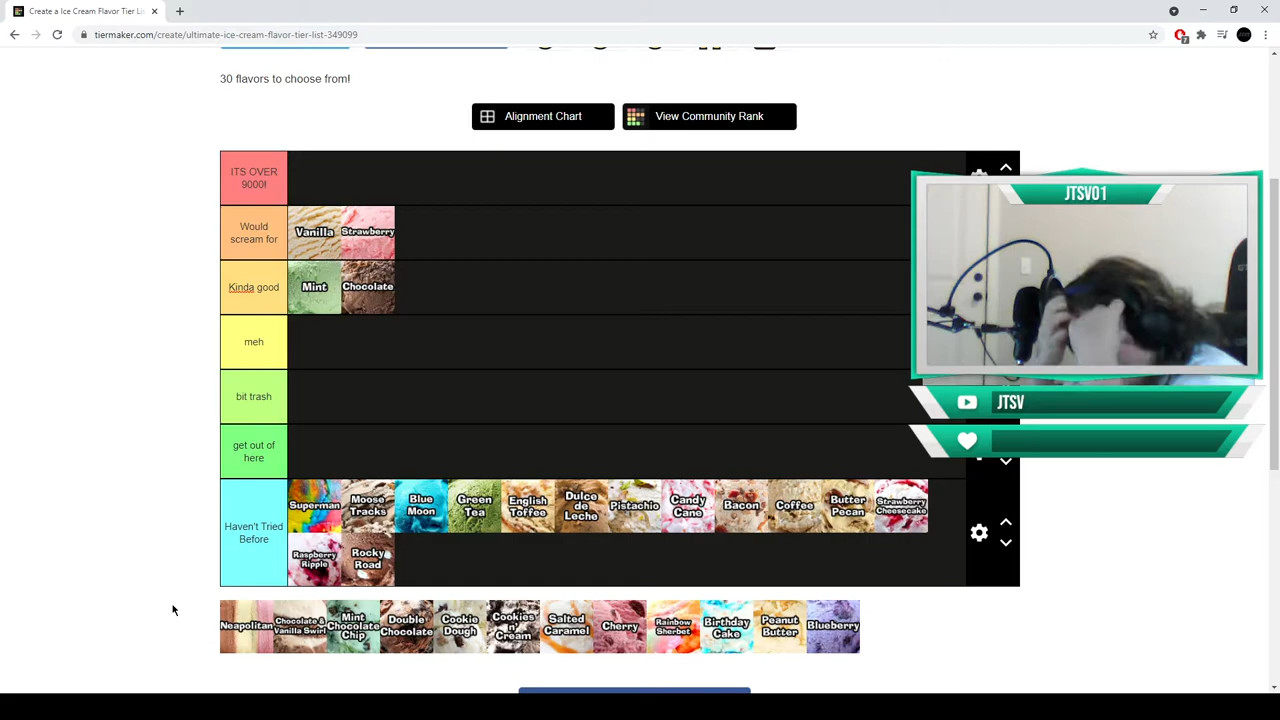 Create a Ice Cream Flavor Tier Li
tiermaker.com/create/ultimate-ice-cream-flavor-tier-list-349099
7
30 flavors to choose from!
Alignment Chart
View Community Rank
ITS OVER
9000!
Would
scream for
Vanilla
Strawberry
Kinda good
Mint
Chocolate
meh
bit trash
get out of
here
Haven't Tried
Before
Superman
Moose
Tracks
Blue
Moon
Green
Tea
English
Toffee
Dulce
de
Leche
Pistachio
Candy
Cane
Bacon
Coffee
Butter
Pecan
Strawberry
Cheesecake
Raspberry
Ripple
Rocky
Road
Neapolitan
Chocolate &
Vanilla Swirl
Mint
Chocolate
Chip
Double
Chocolate
Cookie
Dough
Cookies
n'
Cream
Salted
Caramel
Cherry
Rainbow
Sherbet
Birthday
Cake
Peanut
Butter
Blueberry
JTSV01
JTSV